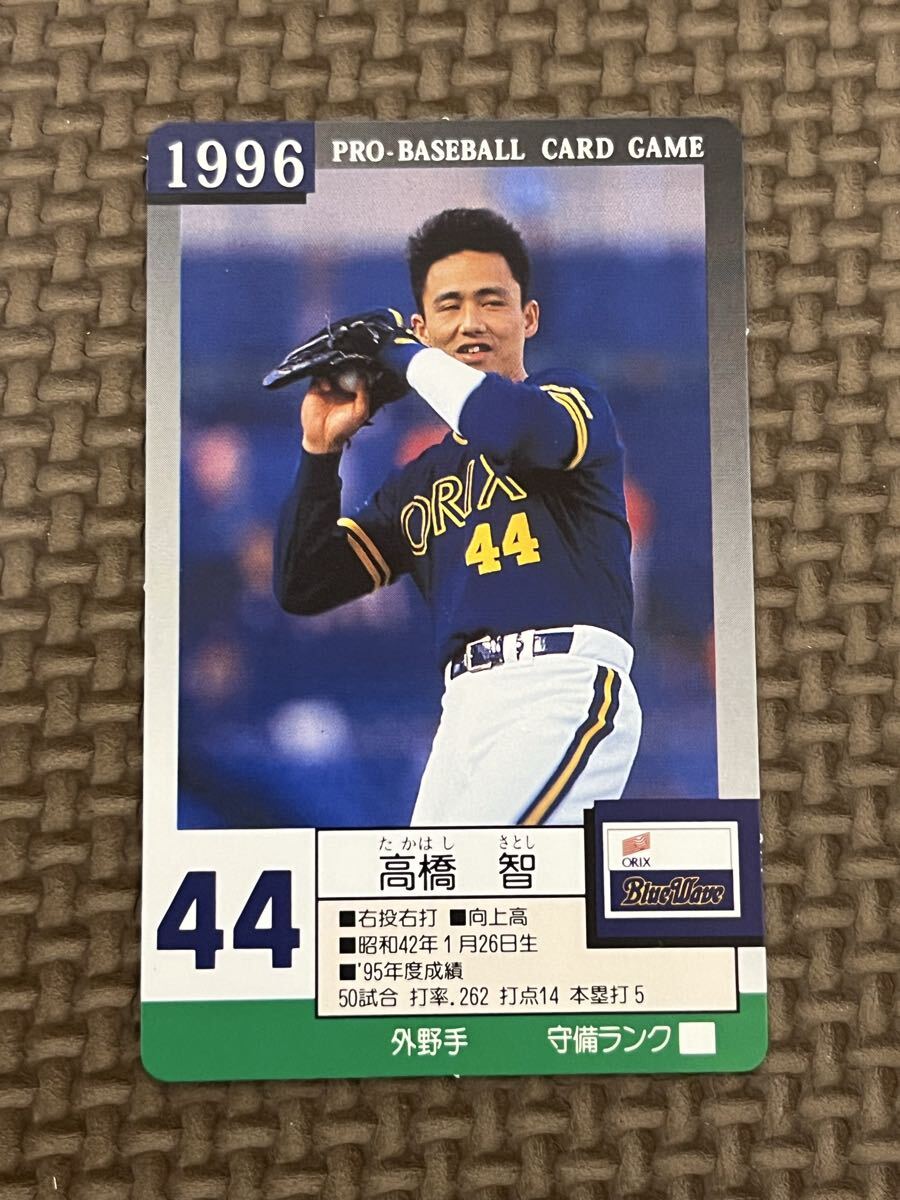 1996 PRO-BASEBALL CARD GAME
ORIX
44
44
たかはし さとし
高橋 智
■右投右打 ■向上高
■昭和42年1月26日生
■'95年度成績
50試合 打率.262 打点14 本塁打5
ORIX
BlueWave
外野手 守備ランク